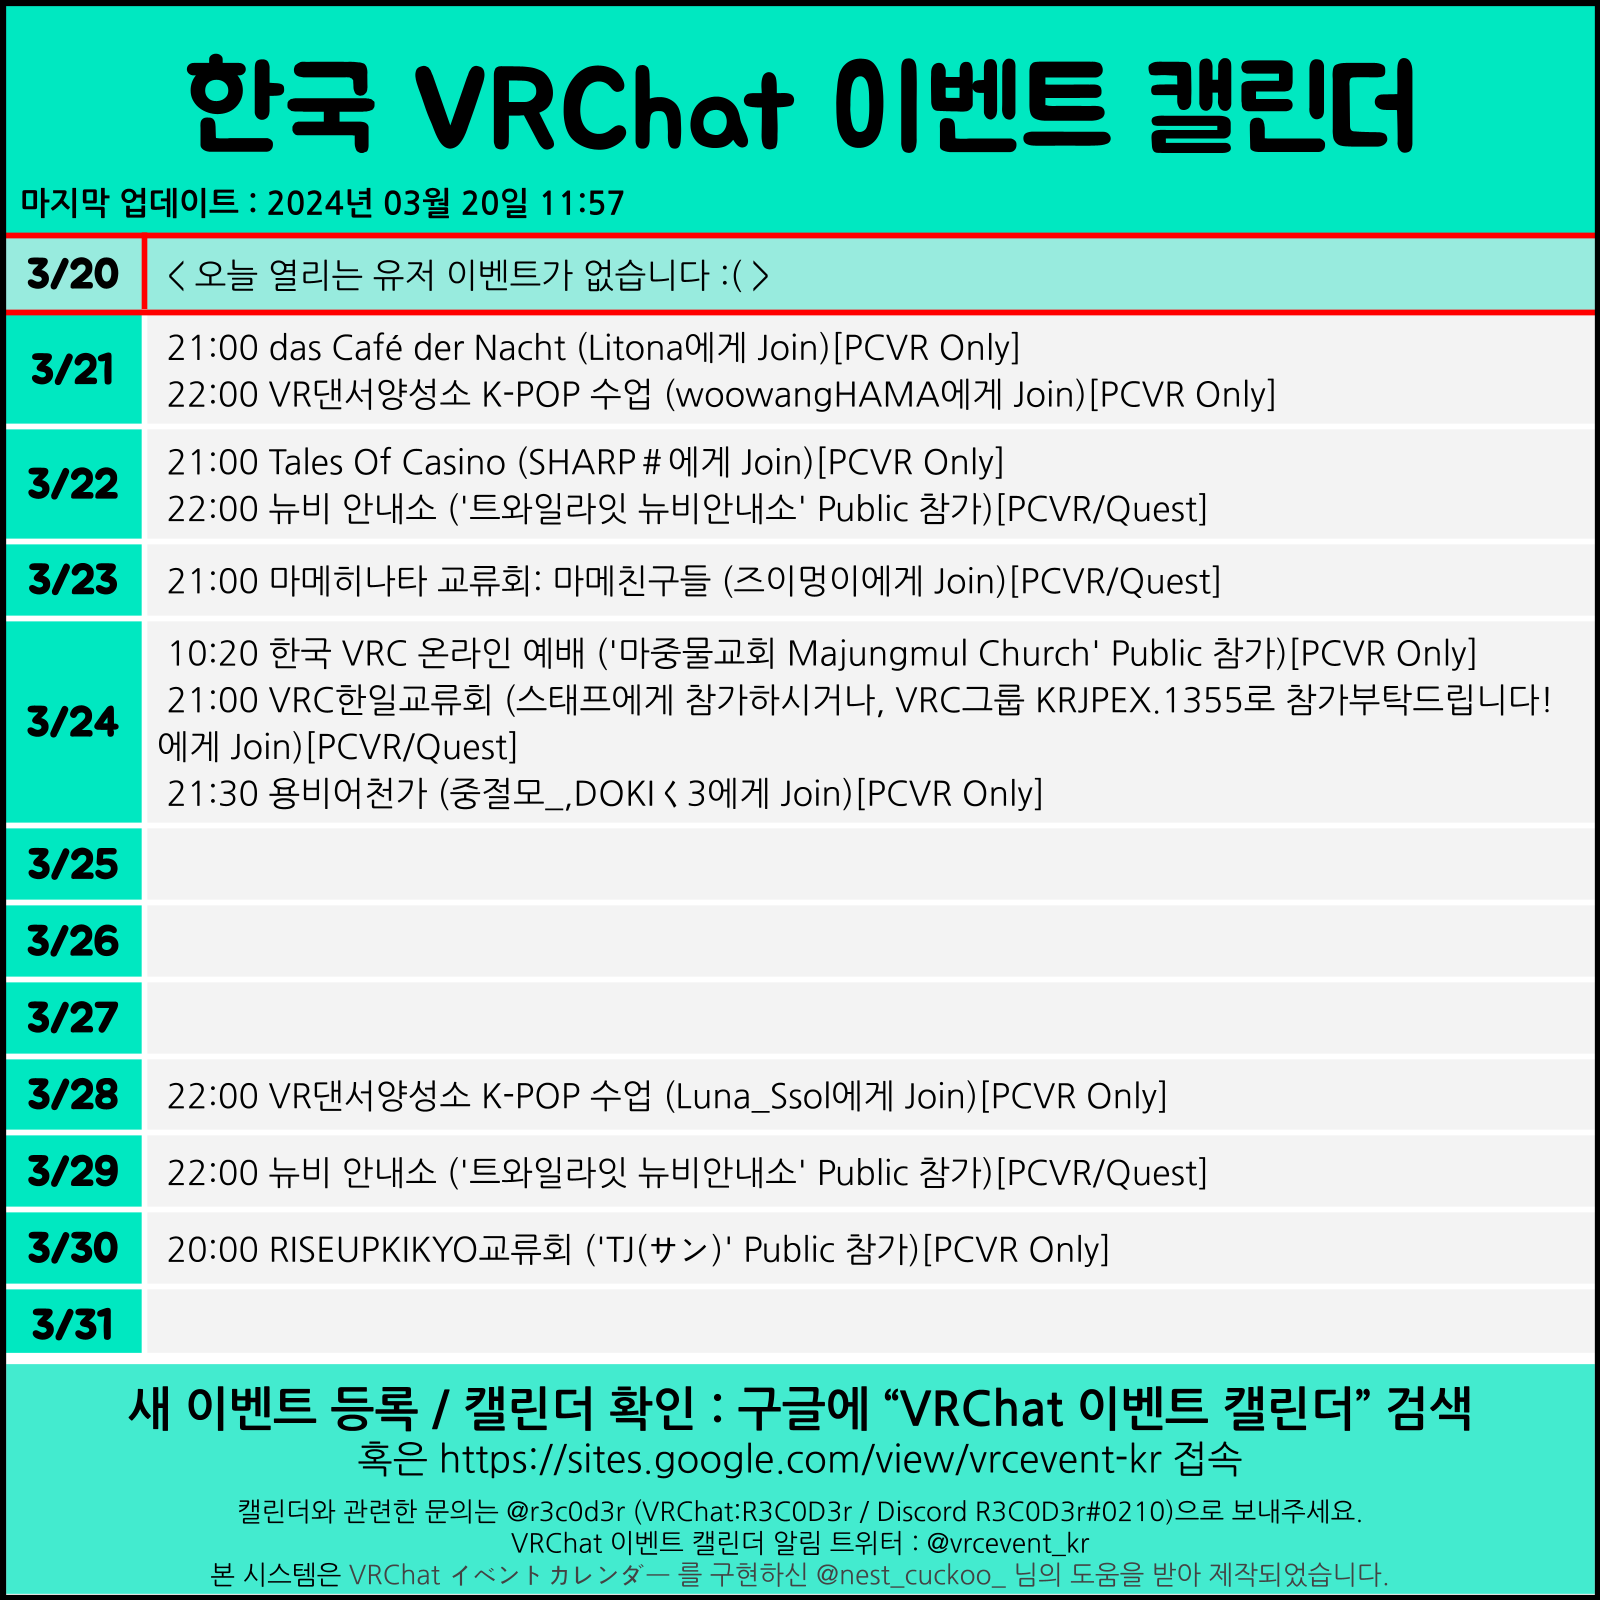 한국 VRChat 이벤트 캘린더
마지막 업데이트 : 2024년 03월 20일 11:57
3/20
< 오늘 열리는 유저 이벤트가 없습니다 :( >
3/21
21:00 das Café der Nacht (Litona에게 Join)[PCVR Only]
22:00 VR댄서양성소 K-POP 수업 (woowangHAMA에게 Join)[PCVR Only]
3/22
21:00 Tales Of Casino (SHARP＃에게 Join)[PCVR Only]
22:00 뉴비 안내소 ('트와일라잇 뉴비안내소' Public 참가)[PCVR/Quest]
3/23
21:00 마메히나타 교류회: 마메친구들 (즈이멍이에게 Join)[PCVR/Quest]
3/24
10:20 한국 VRC 온라인 예배 ('마중물교회 Majungmul Church' Public 참가)[PCVR Only]
21:00 VRC한일교류회 (스태프에게 참가하시거나, VRC그룹 KRJPEX.1355로 참가부탁드립니다!
에게 Join)[PCVR/Quest]
21:30 용비어천가 (중절모_,DOKIく3에게 Join)[PCVR Only]
3/25
3/26
3/27
3/28
22:00 VR댄서양성소 K-POP 수업 (Luna_Ssol에게 Join)[PCVR Only]
3/29
22:00 뉴비 안내소 ('트와일라잇 뉴비안내소' Public 참가)[PCVR/Quest]
3/30
20:00 RISEUPKIKYO교류회 ('TJ(サン)' Public 참가)[PCVR Only]
3/31
새 이벤트 등록 / 캘린더 확인 : 구글에 “VRChat 이벤트 캘린더” 검색
혹은 https://sites.google.com/view/vrcevent-kr 접속
캘린더와 관련한 문의는 @r3c0d3r (VRChat:R3C0D3r / Discord R3C0D3r#0210)으로 보내주세요.
VRChat 이벤트 캘린더 알림 트위터 : @vrcevent_kr
본 시스템은 VRChat イベントカレンダー 를 구현하신 @nest_cuckoo_ 님의 도움을 받아 제작되었습니다.